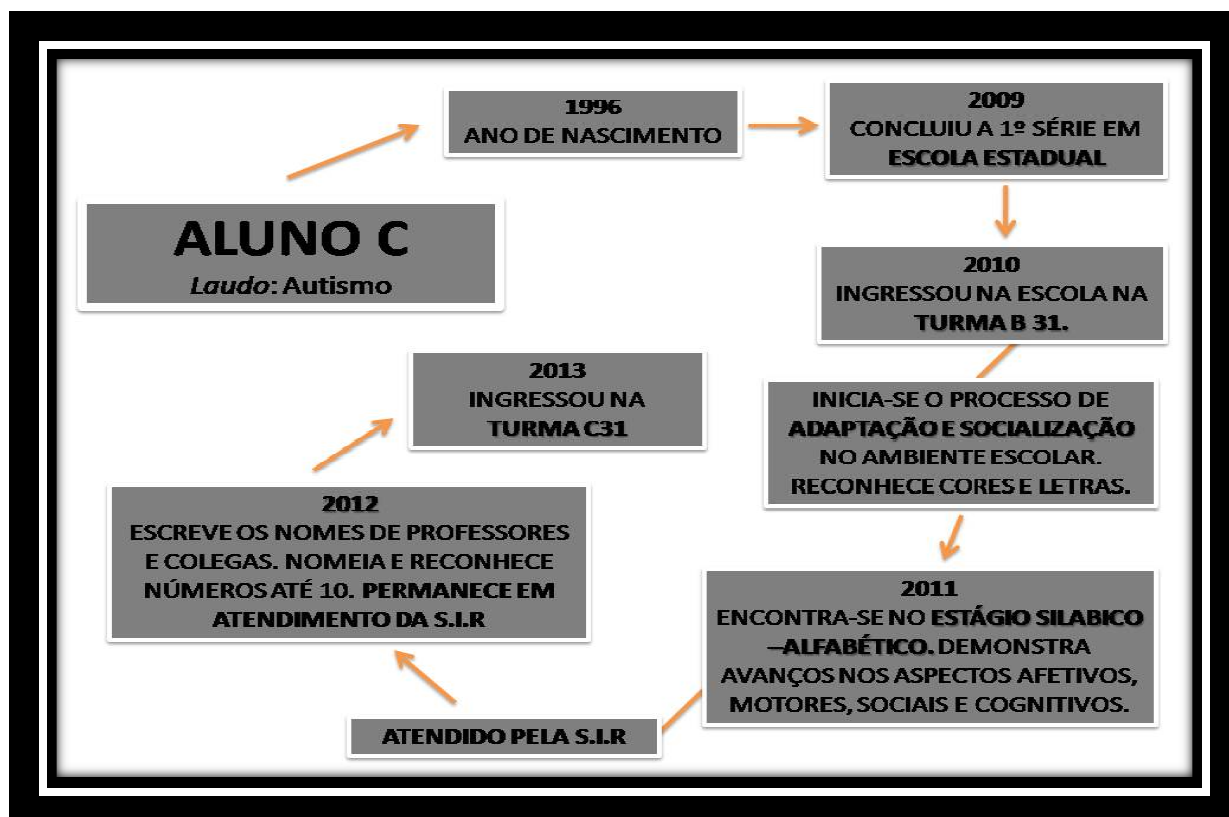 ALUNO C
Laudo: Autismo
1996
ANO DE NASCIMENTO
2009
CONCLUIU A 1º SÉRIE EM
ESCOLA ESTADUAL
2010
INGRESSOU NA ESCOLA NA
TURMA B 31.
INICIA-SE O PROCESSO DE
ADAPTAÇÃO E SOCIALIZAÇÃO
NO AMBIENTE ESCOLAR.
RECONHECE CORES E LETRAS.
2011
ENCONTRA-SE NO ESTÁGIO SILABICO
–ALFABÉTICO. DEMONSTRA
AVANÇOS NOS ASPECTOS AFETIVOS,
MOTORES, SOCIAIS E COGNITIVOS.
ATENDIDO PELA S.I.R
2012
ESCREVE OS NOMES DE PROFESSORES
E COLEGAS. NOMEIA E RECONHECE
NÚMEROS ATÉ 10. PERMANECE EM
ATENDIMENTO DA S.I.R
2013
INGRESSOU NA
TURMA C31